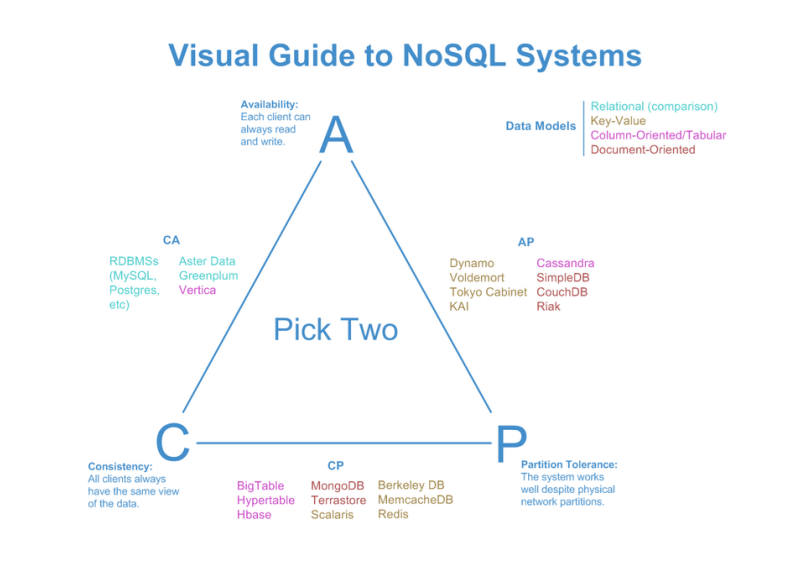 Visual Guide to NoSQL Systems
Availability:
Each client can
always read
and write.
A
Data Models
Relational (comparison)
Key-Value
Column-Oriented/Tabular
Document-Oriented
CA
RDBMSs
(MySQL,
Postgres,
etc)
Aster Data
Greenplum
Vertica
AP
Dynamo
Voldemort
Tokyo Cabinet
KAI
Cassandra
SimpleDB
CouchDB
Riak
Pick Two
C
Consistency:
All clients always
have the same view
of the data.
CP
BigTable
Hypertable
Hbase
MongoDB
Terrastore
Scalaris
Berkeley DB
MemcacheDB
Redis
P
Partition Tolerance:
The system works
well despite physical
network partitions.